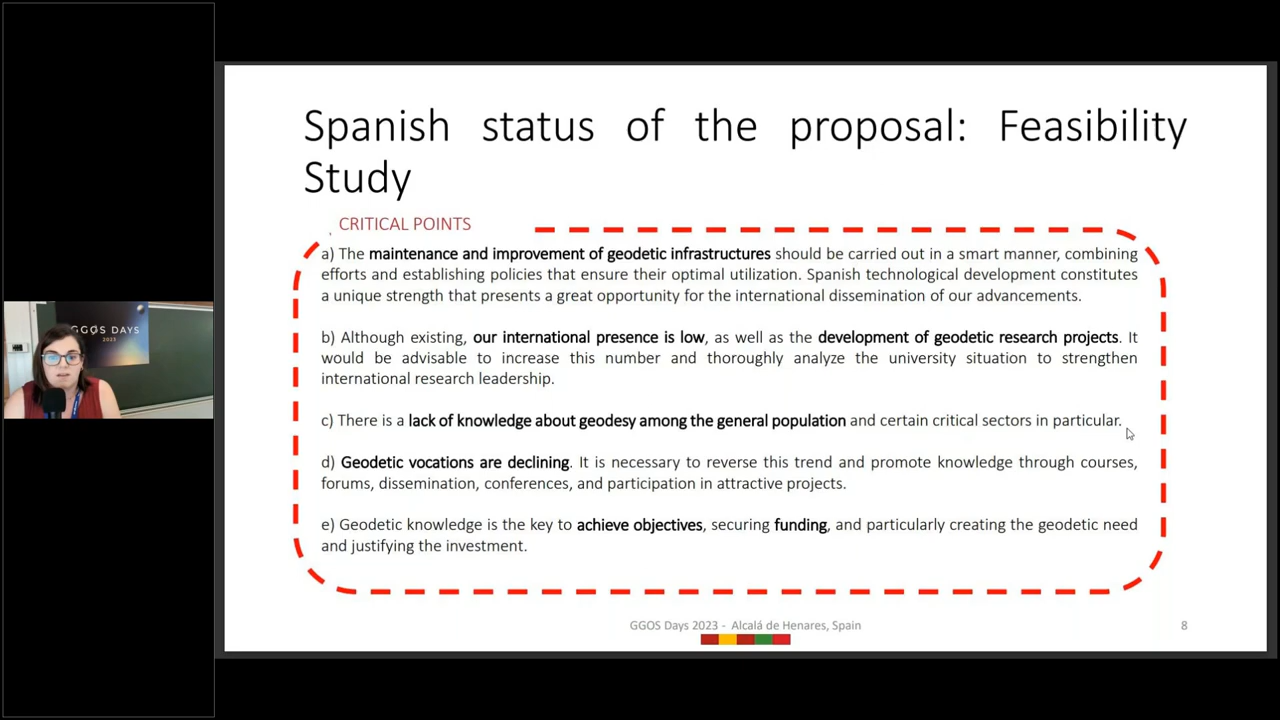 Spanish status of the proposal: Feasibility
Study
CRITICAL POINTS
a) The maintenance and improvement of geodetic infrastructures should be carried out in a smart manner, combining
efforts and establishing policies that ensure their optimal utilization. Spanish technological development constitutes
a unique strength that presents a great opportunity for the international dissemination of our advancements.
b) Although existing, our international presence is low, as well as the development of geodetic research projects. It
would be advisable to increase this number and thoroughly analyze the university situation to strengthen
international research leadership.
c) There is a lack of knowledge about geodesy among the general population and certain critical sectors in particular.
d) Geodetic vocations are declining. It is necessary to reverse this trend and promote knowledge through courses,
forums, dissemination, conferences, and participation in attractive projects.
e) Geodetic knowledge is the key to achieve objectives, securing funding, and particularly creating the geodetic need
and justifying the investment.
GGOS Days 2023 - Alcalá de Henares, Spain
8
GGOS DAYS
2023